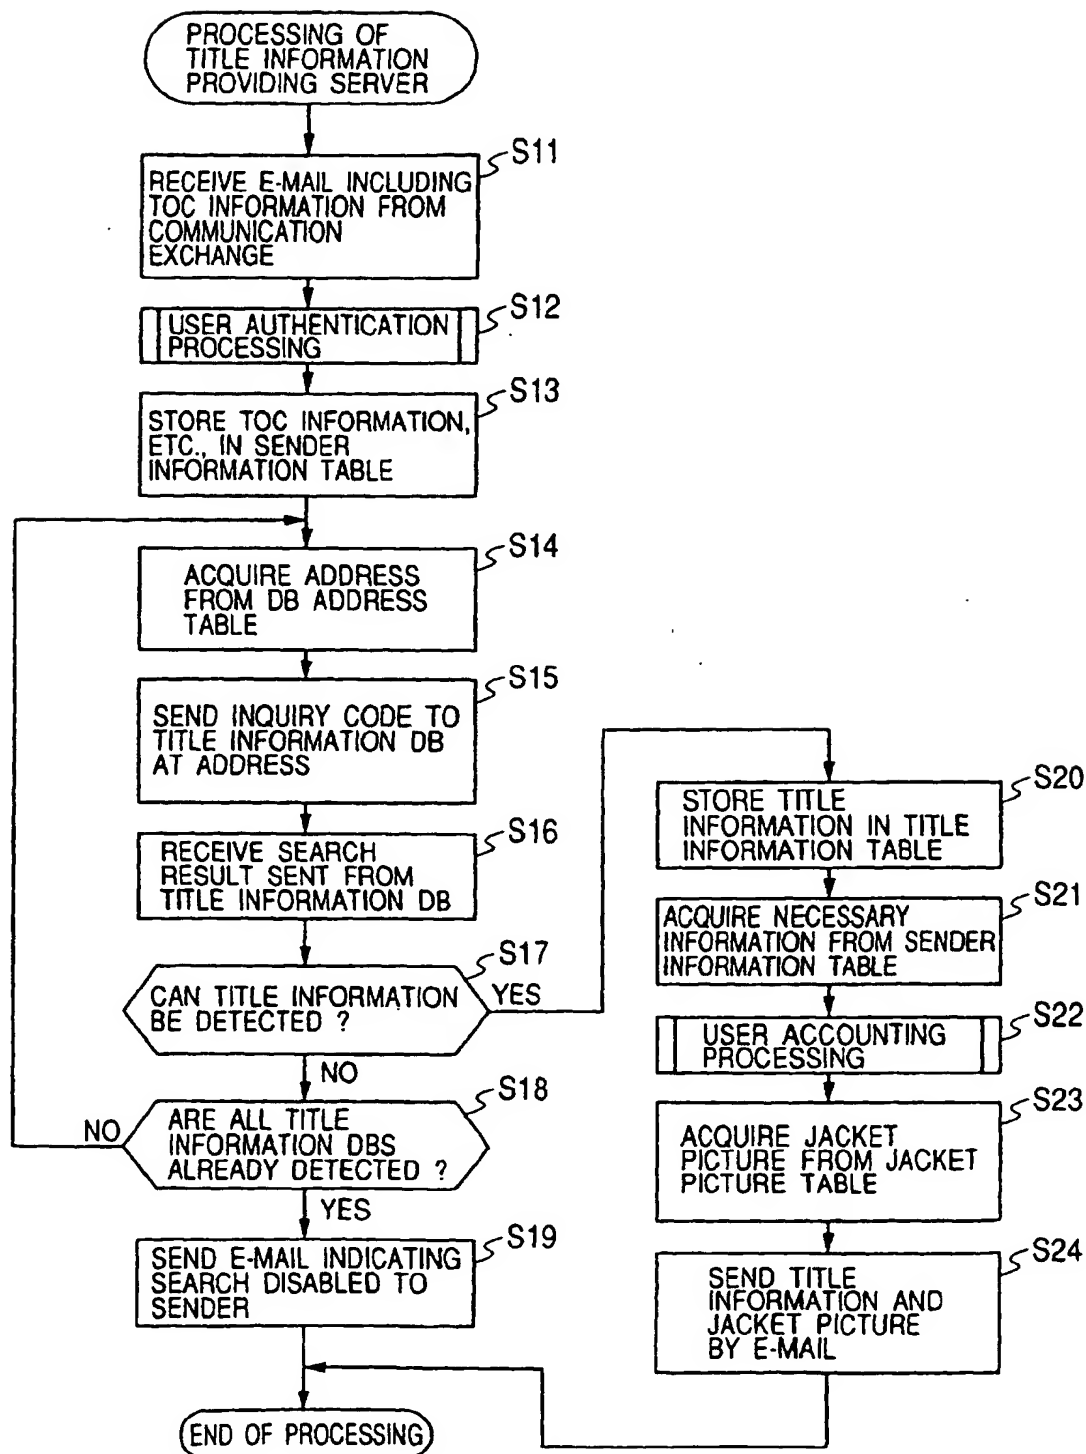 PROCESSING OF
TITLE INFORMATION
PROVIDING SERVER
S11
RECEIVE E-MAIL INCLUDING
TOC INFORMATION FROM
COMMUNICATION
EXCHANGE
S12
USER AUTHENTICATION
PROCESSING
S13
STORE TOC INFORMATION,
ETC., IN SENDER
INFORMATION TABLE
S14
ACQUIRE ADDRESS
FROM DB ADDRESS
TABLE
S15
SEND INQUIRY CODE TO
TITLE INFORMATION DB
AT ADDRESS
S16
RECEIVE SEARCH
RESULT SENT FROM
TITLE INFORMATION DB
S17
CAN TITLE INFORMATION
BE DETECTED ?
YES
NO
S18
ARE ALL TITLE
INFORMATION DBS
ALREADY DETECTED ?
NO
YES
S19
SEND E-MAIL INDICATING
SEARCH DISABLED TO
SENDER
END OF PROCESSING
S20
STORE TITLE
INFORMATION IN TITLE
INFORMATION TABLE
S21
ACQUIRE NECESSARY
INFORMATION FROM SENDER
INFORMATION TABLE
S22
USER ACCOUNTING
PROCESSING
S23
ACQUIRE JACKET
PICTURE FROM JACKET
PICTURE TABLE
S24
SEND TITLE
INFORMATION AND
JACKET PICTURE
BY E-MAIL